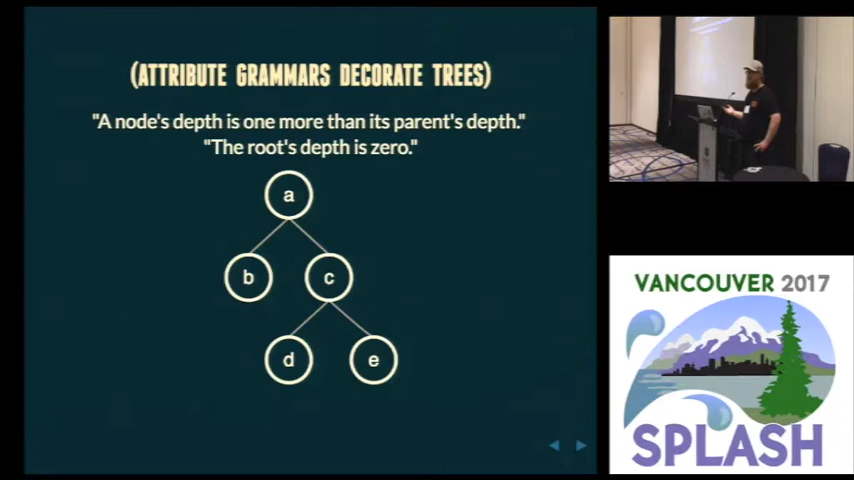 (ATTRIBUTE GRAMMARS DECORATE TREES)
"A node's depth is one more than its parent's depth."
"The root's depth is zero."
a
b
c
d
e
VANCOUVER 2017
SPLASH